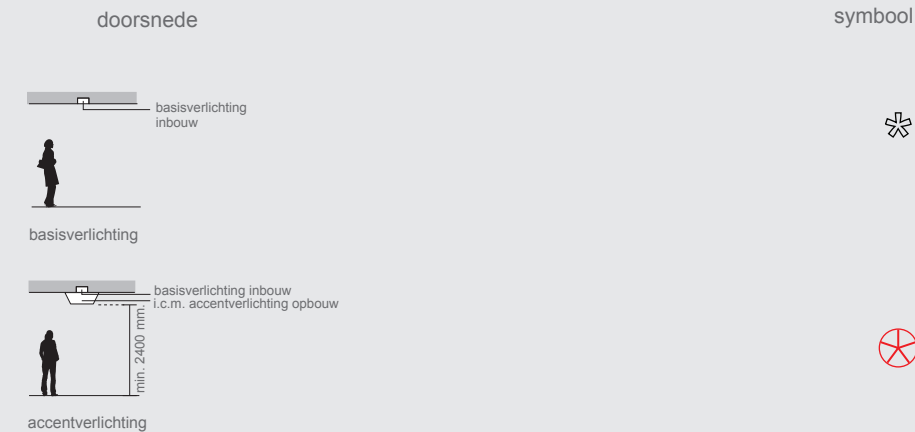 doorsnede
symbool
basisverlichting
inbouw
basisverlichting
basisverlichting inbouw
i.c.m. accentverlichting opbouw
min. 2400 mm.
accentverlichting